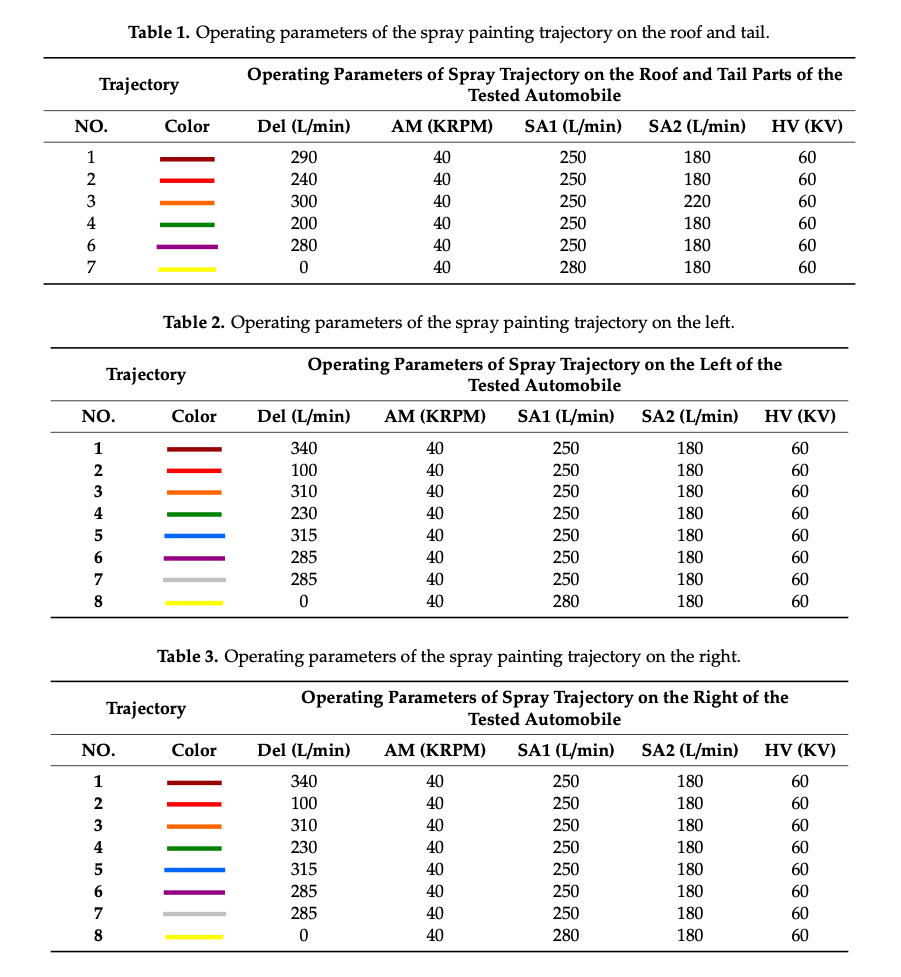 Table 1. Operating parameters of the spray painting trajectory on the roof and tail.
Trajectory
Operating Parameters of Spray Trajectory on the Roof and Tail Parts of the
Tested Automobile
NO. Color Del (L/min) AM (KRPM) SA1 (L/min) SA2 (L/min) HV (KV)
1 290 40 250 180 60
2 240 40 250 180 60
3 300 40 250 220 60
4 200 40 250 180 60
6 280 40 250 180 60
7 0 40 280 180 60
Table 2. Operating parameters of the spray painting trajectory on the left.
Trajectory
Operating Parameters of Spray Trajectory on the Left of the
Tested Automobile
NO. Color Del (L/min) AM (KRPM) SA1 (L/min) SA2 (L/min) HV (KV)
1 340 40 250 180 60
2 100 40 250 180 60
3 310 40 250 180 60
4 230 40 250 180 60
5 315 40 250 180 60
6 285 40 250 180 60
7 285 40 250 180 60
8 0 40 280 180 60
Table 3. Operating parameters of the spray painting trajectory on the right.
Trajectory
Operating Parameters of Spray Trajectory on the Right of the
Tested Automobile
NO. Color Del (L/min) AM (KRPM) SA1 (L/min) SA2 (L/min) HV (KV)
1 340 40 250 180 60
2 100 40 250 180 60
3 310 40 250 180 60
4 230 40 250 180 60
5 315 40 250 180 60
6 285 40 250 180 60
7 285 40 250 180 60
8 0 40 280 180 60